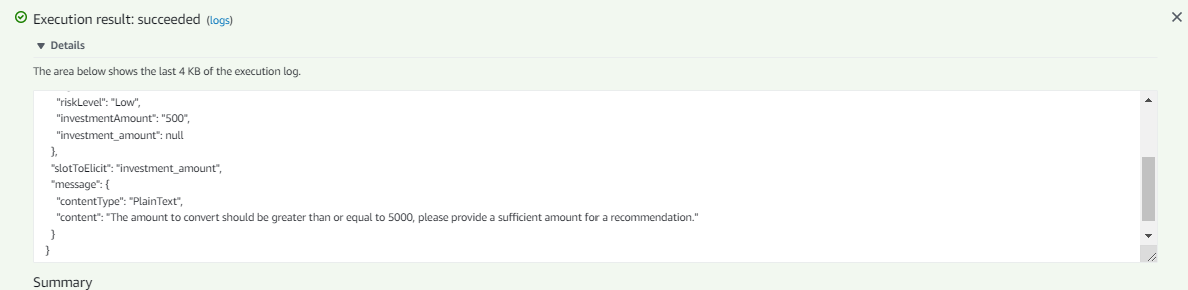 Execution result: succeeded (logs)
Details
The area below shows the last 4 KB of the execution log.
"riskLevel": "Low",
"investmentAmount": "500",
"investment_amount": null
},
"slotToElicit": "investment_amount",
"message": {
"contentType": "PlainText",
"content": "The amount to convert should be greater than or equal to 5000, please provide a sufficient amount for a recommendation."
}
}
Summary